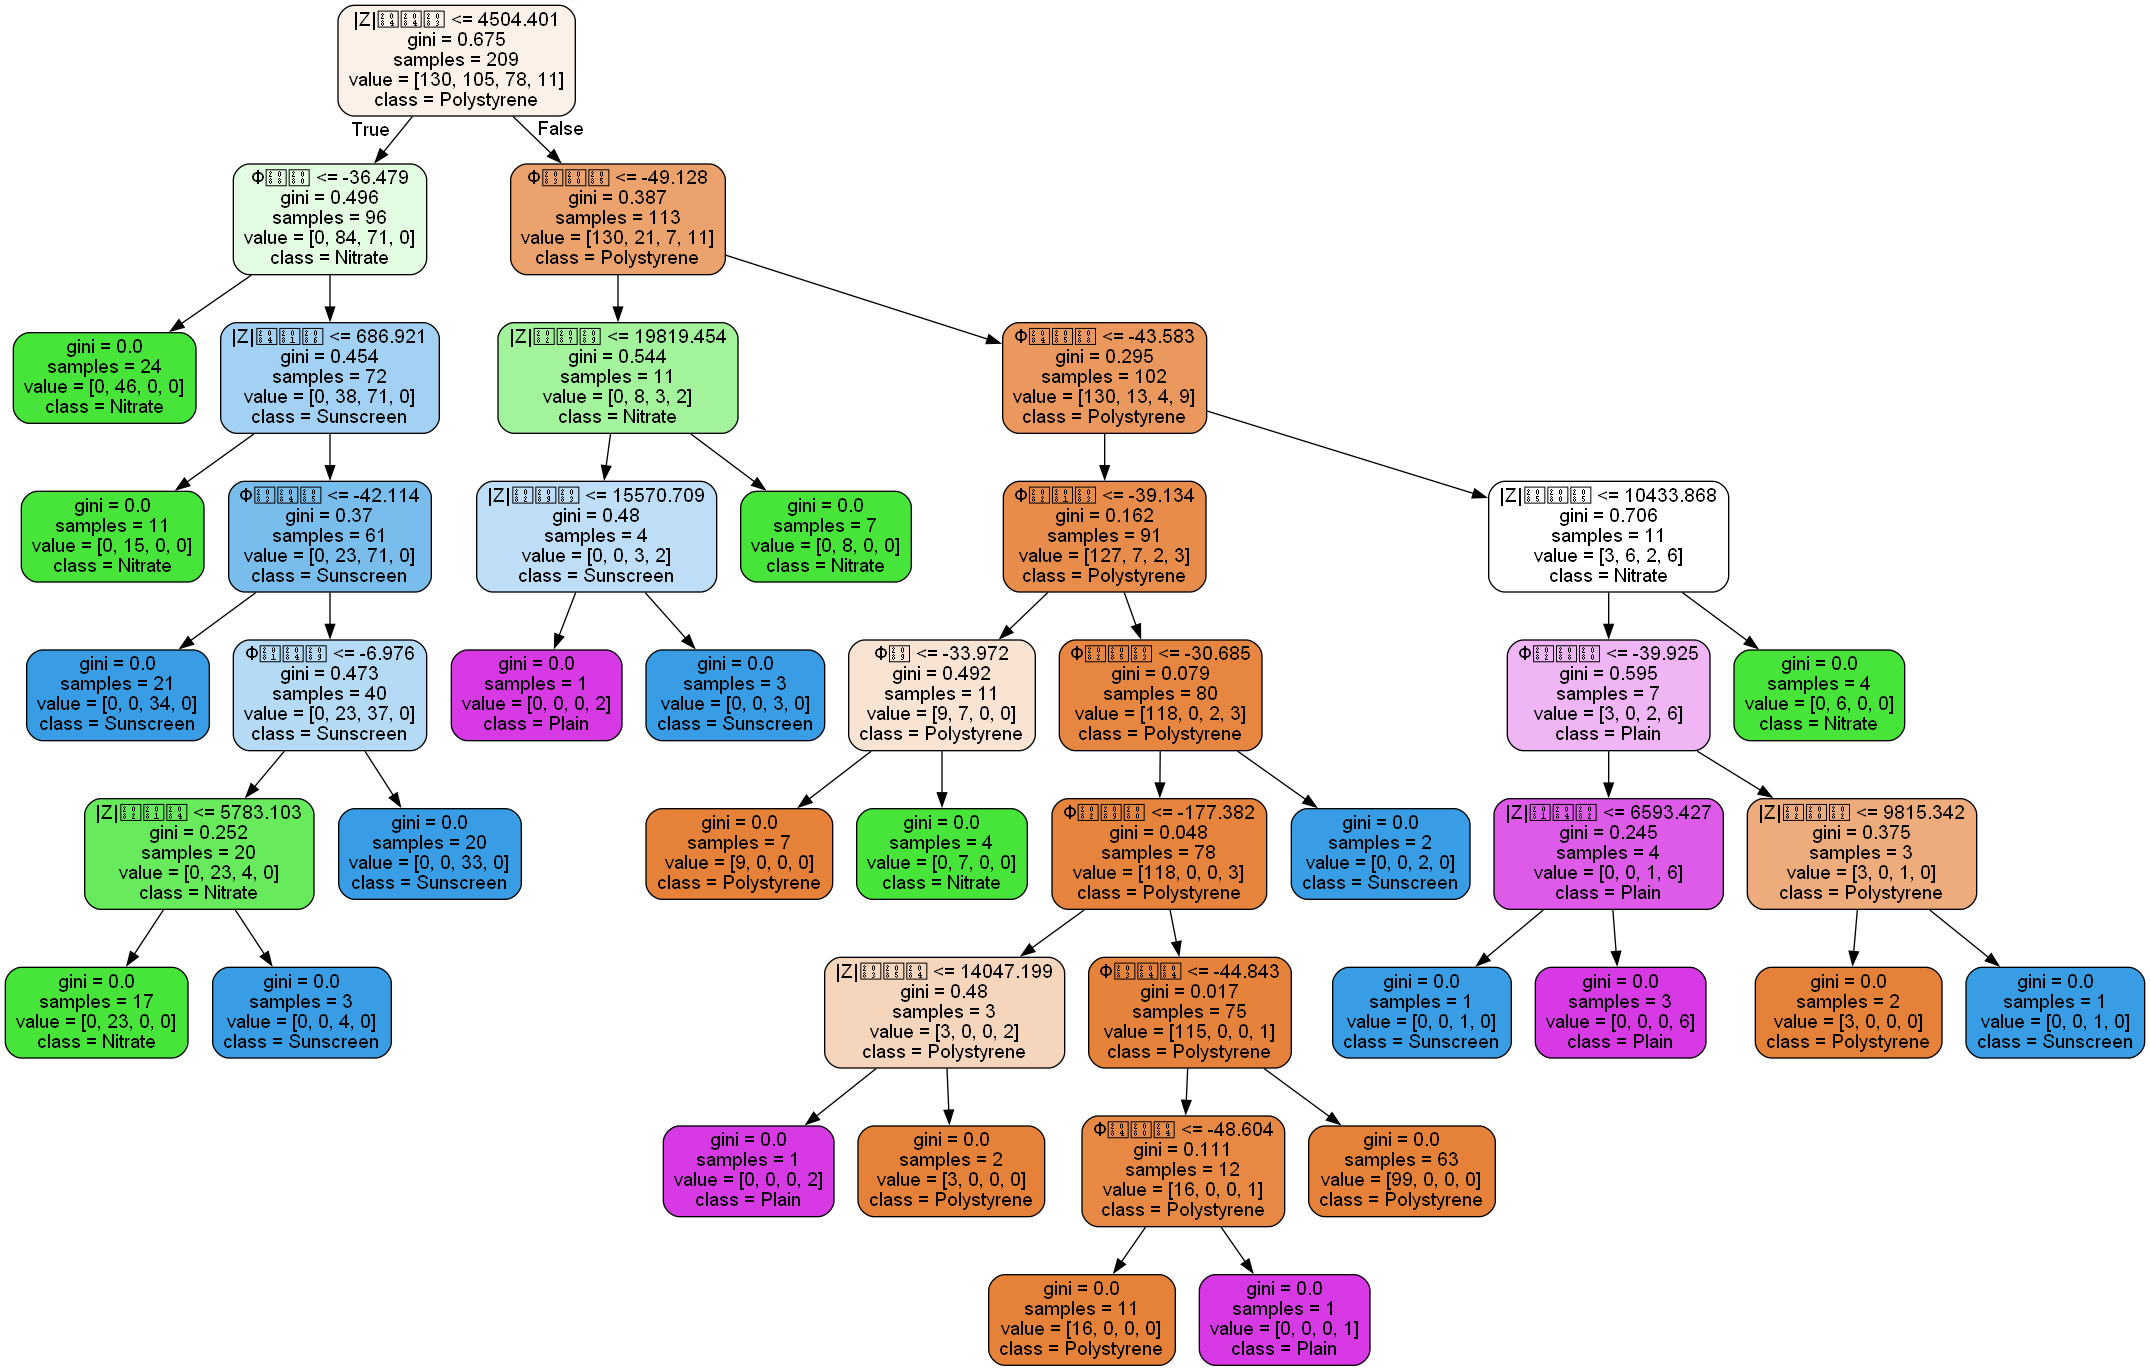 |Z| <= 4504.401
gini = 0.675
samples = 209
value = [130, 105, 78, 11]
class = Polystyrene
True
False
Φ <= -36.479
gini = 0.496
samples = 96
value = [0, 84, 71, 0]
class = Nitrate
Φ <= -49.128
gini = 0.387
samples = 113
value = [130, 21, 7, 11]
class = Polystyrene
gini = 0.0
samples = 24
value = [0, 46, 0, 0]
class = Nitrate
|Z| <= 686.921
gini = 0.454
samples = 72
value = [0, 38, 71, 0]
class = Sunscreen
|Z| <= 19819.454
gini = 0.544
samples = 11
value = [0, 8, 3, 2]
class = Nitrate
Φ <= -43.583
gini = 0.295
samples = 102
value = [130, 13, 4, 9]
class = Polystyrene
gini = 0.0
samples = 11
value = [0, 15, 0, 0]
class = Nitrate
Φ <= -42.114
gini = 0.37
samples = 61
value = [0, 23, 71, 0]
class = Sunscreen
|Z| <= 15570.709
gini = 0.48
samples = 4
value = [0, 0, 3, 2]
class = Sunscreen
gini = 0.0
samples = 7
value = [0, 8, 0, 0]
class = Nitrate
Φ <= -39.134
gini = 0.162
samples = 91
value = [127, 7, 2, 3]
class = Polystyrene
|Z| <= 10433.868
gini = 0.706
samples = 11
value = [3, 6, 2, 6]
class = Nitrate
gini = 0.0
samples = 21
value = [0, 0, 34, 0]
class = Sunscreen
Φ <= -6.976
gini = 0.473
samples = 40
value = [0, 23, 37, 0]
class = Sunscreen
gini = 0.0
samples = 1
value = [0, 0, 0, 2]
class = Plain
gini = 0.0
samples = 3
value = [0, 0, 3, 0]
class = Sunscreen
Φ <= -33.972
gini = 0.492
samples = 11
value = [9, 7, 0, 0]
class = Polystyrene
Φ <= -30.685
gini = 0.079
samples = 80
value = [118, 0, 2, 3]
class = Polystyrene
Φ <= -39.925
gini = 0.595
samples = 7
value = [3, 0, 2, 6]
class = Plain
gini = 0.0
samples = 4
value = [0, 6, 0, 0]
class = Nitrate
|Z| <= 5783.103
gini = 0.252
samples = 20
value = [0, 23, 4, 0]
class = Nitrate
gini = 0.0
samples = 20
value = [0, 0, 33, 0]
class = Sunscreen
gini = 0.0
samples = 7
value = [9, 0, 0, 0]
class = Polystyrene
gini = 0.0
samples = 4
value = [0, 7, 0, 0]
class = Nitrate
Φ <= -177.382
gini = 0.048
samples = 78
value = [118, 0, 0, 3]
class = Polystyrene
gini = 0.0
samples = 2
value = [0, 0, 2, 0]
class = Sunscreen
|Z| <= 6593.427
gini = 0.245
samples = 4
value = [0, 0, 1, 6]
class = Plain
|Z| <= 9815.342
gini = 0.375
samples = 3
value = [3, 0, 1, 0]
class = Polystyrene
gini = 0.0
samples = 17
value = [0, 23, 0, 0]
class = Nitrate
gini = 0.0
samples = 3
value = [0, 0, 4, 0]
class = Sunscreen
|Z| <= 14047.199
gini = 0.48
samples = 3
value = [3, 0, 0, 2]
class = Polystyrene
Φ <= -44.843
gini = 0.017
samples = 75
value = [115, 0, 0, 1]
class = Polystyrene
gini = 0.0
samples = 1
value = [0, 0, 1, 0]
class = Sunscreen
gini = 0.0
samples = 3
value = [0, 0, 0, 6]
class = Plain
gini = 0.0
samples = 2
value = [3, 0, 0, 0]
class = Polystyrene
gini = 0.0
samples = 1
value = [0, 0, 1, 0]
class = Sunscreen
gini = 0.0
samples = 1
value = [0, 0, 0, 2]
class = Plain
gini = 0.0
samples = 2
value = [3, 0, 0, 0]
class = Polystyrene
Φ <= -48.604
gini = 0.111
samples = 12
value = [16, 0, 0, 1]
class = Polystyrene
gini = 0.0
samples = 63
value = [99, 0, 0, 0]
class = Polystyrene
gini = 0.0
samples = 11
value = [16, 0, 0, 0]
class = Polystyrene
gini = 0.0
samples = 1
value = [0, 0, 0, 1]
class = Plain